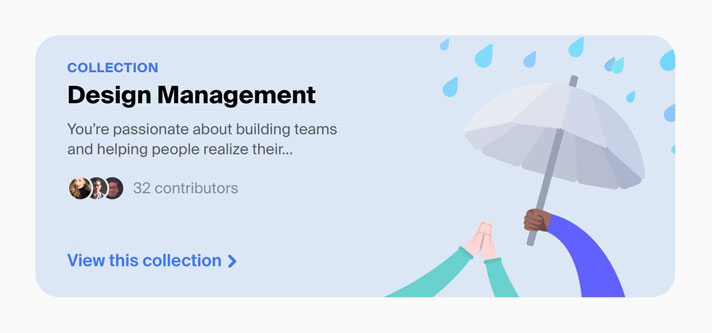 COLLECTION
Design Management
You’re passionate about building teams
and helping people realize their...
32 contributors
View this collection